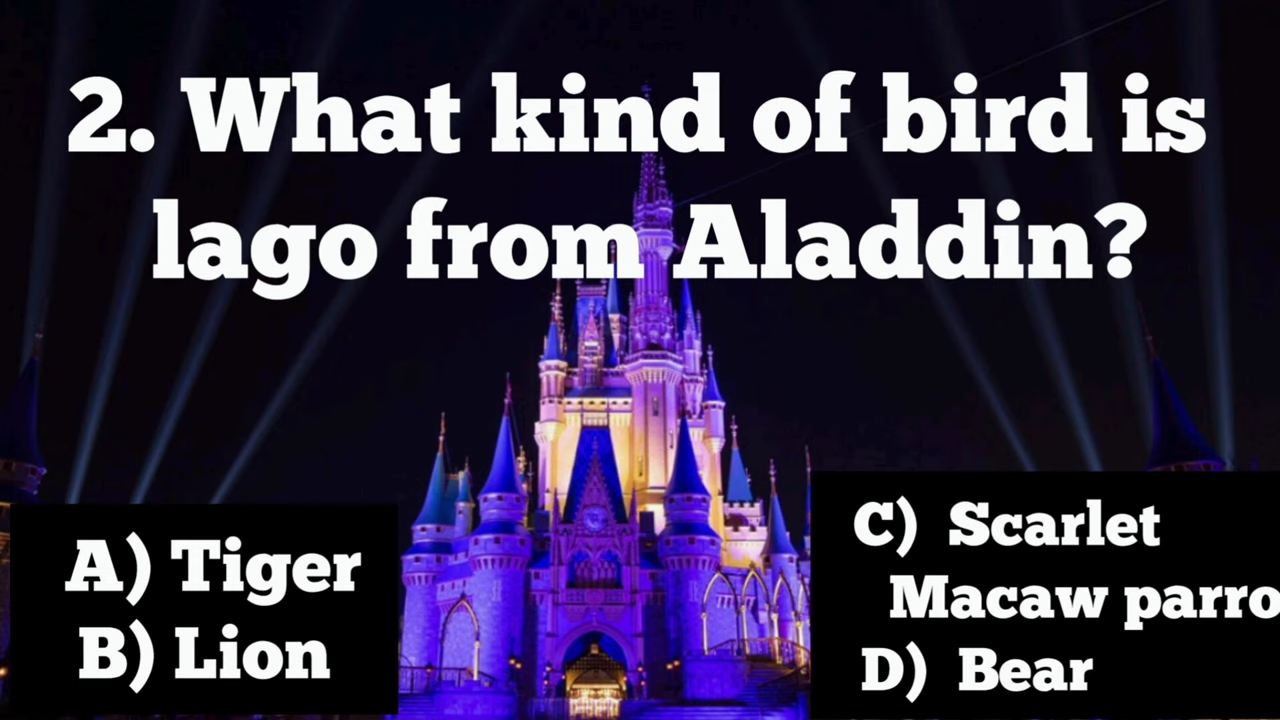 2. What kind of bird is
lago from Aladdin?
A) Tiger
B) Lion
C) Scarlet
Macaw parro
D) Bear